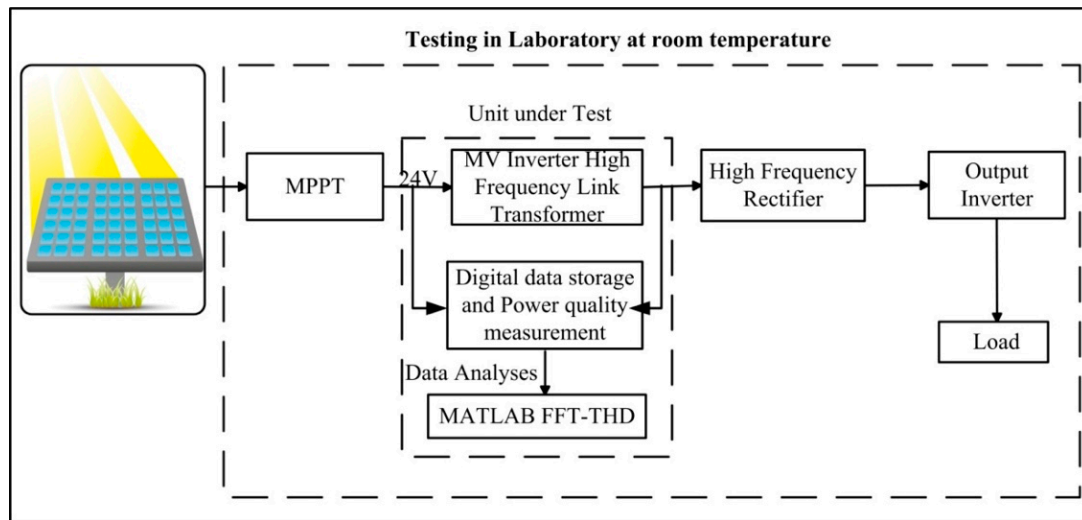 Testing in Laboratory at room temperature
Unit under Test
MPPT
24V
MV Inverter High
Frequency Link
Transformer
High Frequency
Rectifier
Output
Inverter
Digital data storage
and Power quality
measurement
Load
Data Analyses
MATLAB FFT-THD